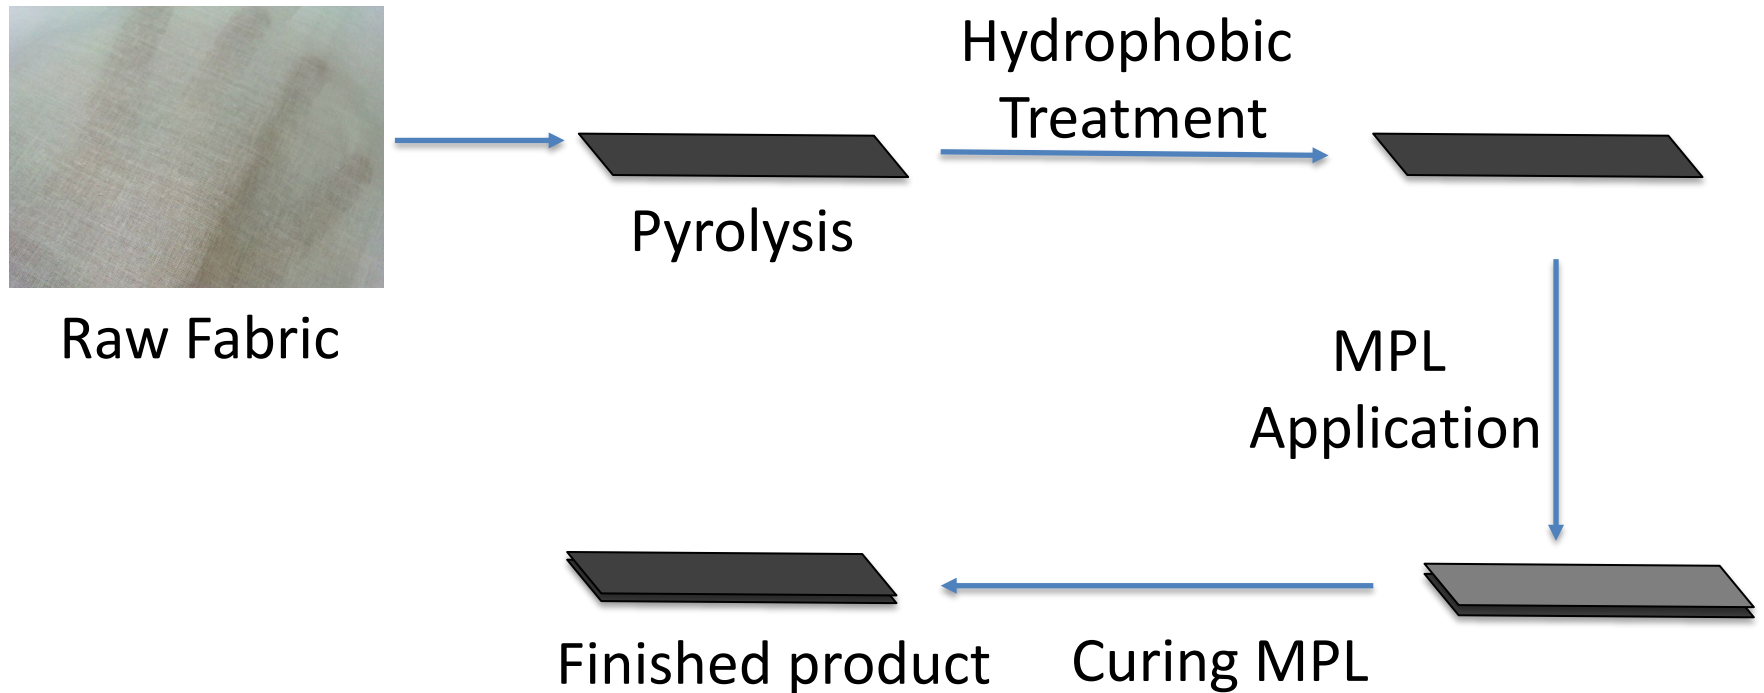 Hydrophobic
Treatment
Pyrolysis
Raw Fabric
MPL
Application
Finished product
Curing MPL